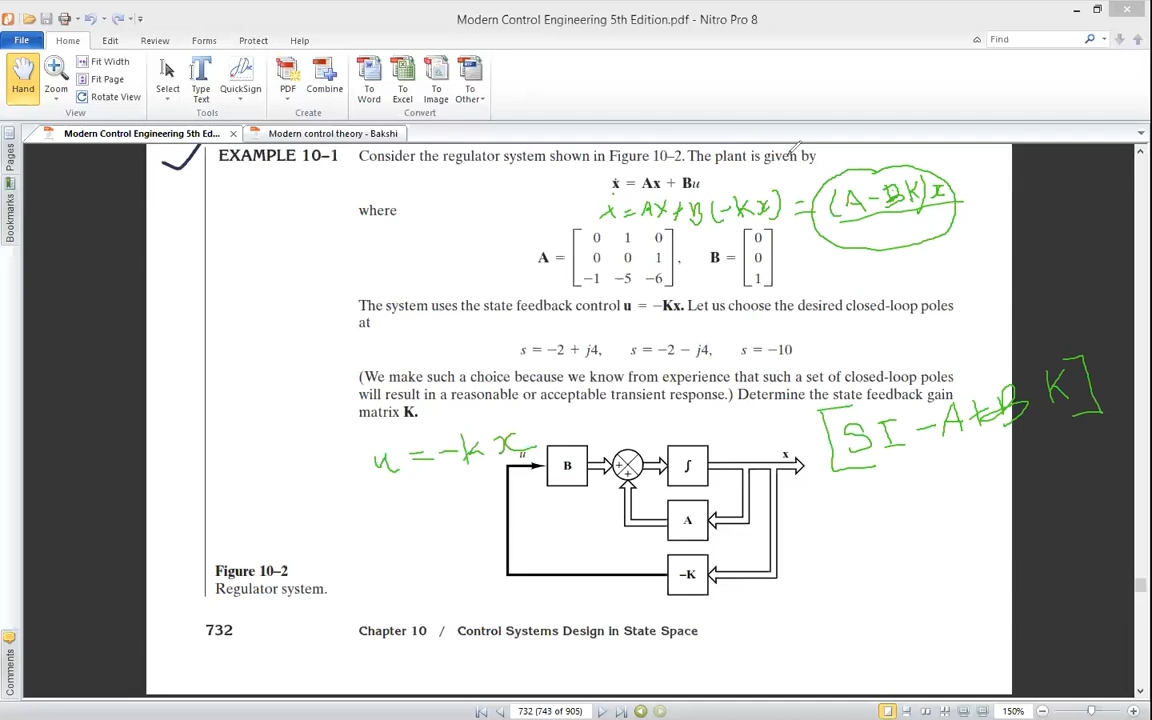 Modern Control Engineering 5th Edition.pdf - Nitro Pro 8
File Home Edit Review Forms Protect Help Find
Hand Zoom Fit Width Fit Page Rotate View Select Type Text QuickSign PDF Combine To Word To Excel To Image To Other
View Tools Create Convert
Modern Control Engineering 5th Ed... × Modern control theory - Bakshi
Pages
Bookmarks
Comments
EXAMPLE 10–1 Consider the regulator system shown in Figure 10–2. The plant is given by
ẋ = Ax + Bu
where
ẋ = AX + B (-Kx) = (A - BK) x
A = [ 0 1 0
0 0 1
−1 −5 −6 ], B = [ 0
0
1 ]
The system uses the state feedback control u = −Kx. Let us choose the desired closed-loop poles
at
s = −2 + j4, s = −2 − j4, s = −10
(We make such a choice because we know from experience that such a set of closed-loop poles
will result in a reasonable or acceptable transient response.) Determine the state feedback gain
matrix K.
[SI - A + B K]
u = -K x
u B + + + ∫ x
A
−K
Figure 10–2
Regulator system.
732 Chapter 10 / Control Systems Design in State Space
732 (743 of 905) 150%